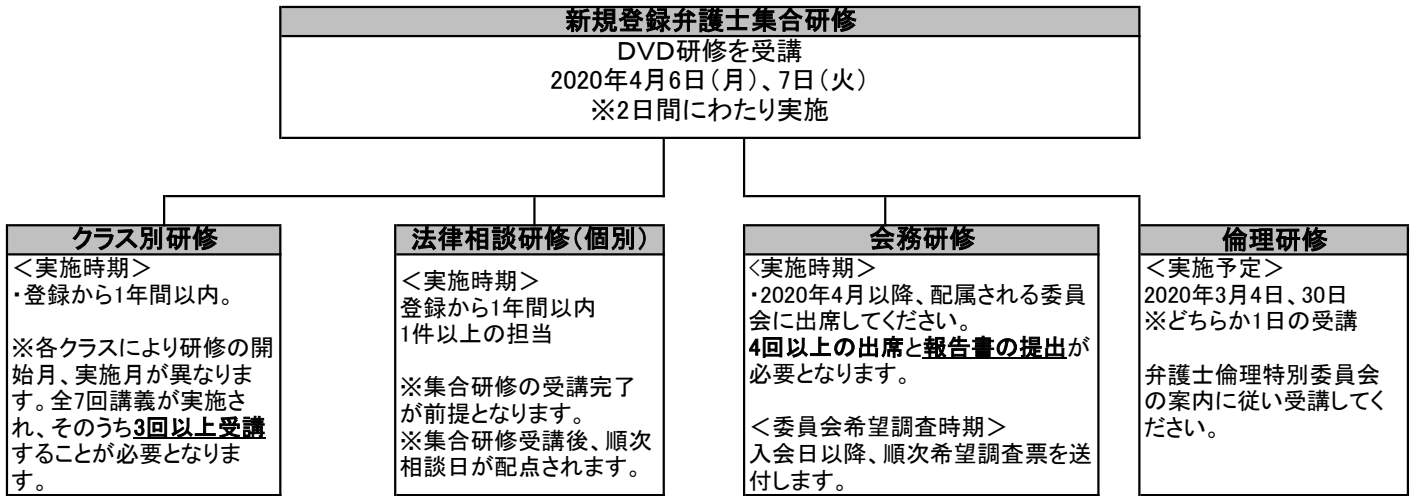 新規登録弁護士集合研修
DVD研修を受講
2020年4月6日(月)、7日(火)
※2日間にわたり実施
クラス別研修
<実施時期>
・登録から1年間以内。
※各クラスにより研修の開
始月、実施月が異なりま
す。全7回講義が実施さ
れ、そのうち3回以上受講
することが必要となりま
す。
法律相談研修(個別)
<実施時期>
登録から1年間以内
1件以上の担当
※集合研修の受講完了
が前提となります。
※集合研修受講後、順次
相談日が配点されます。
会務研修
<実施時期>
・2020年4月以降、配属される委員
会に出席してください。
4回以上の出席と報告書の提出が
必要となります。
<委員会希望調査時期>
入会日以降、順次希望調査票を送
付します。
倫理研修
<実施予定>
2020年3月4日、30日
※どちらか1日の受講
弁護士倫理特別委員会
の案内に従い受講してく
ださい。